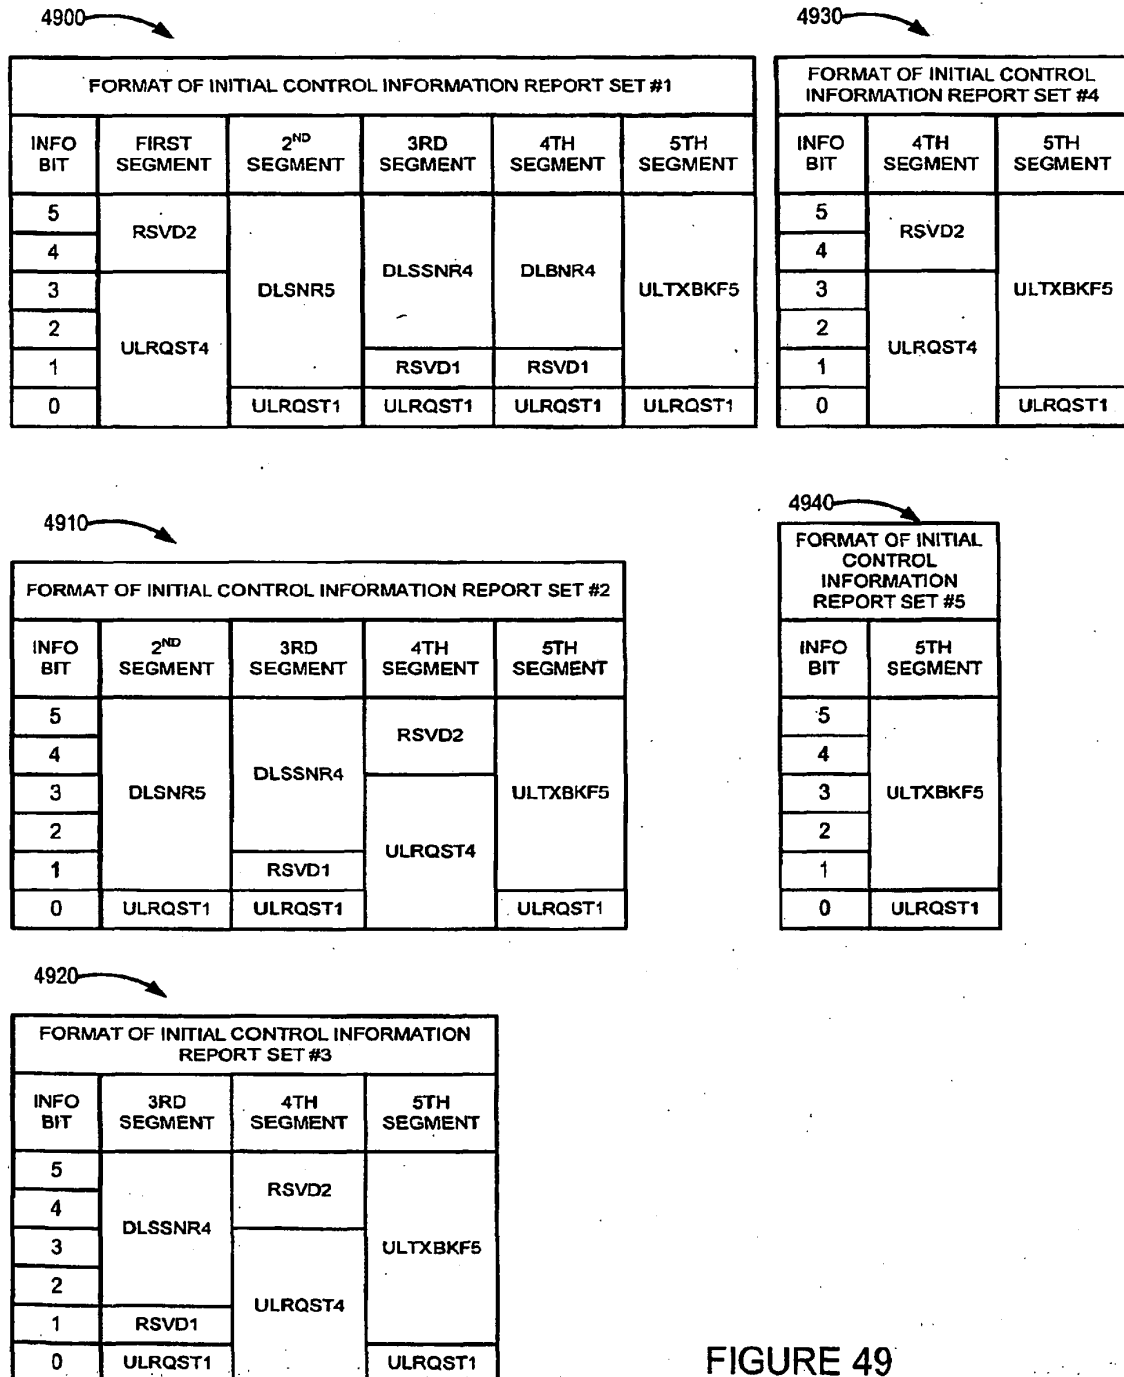 4900
FORMAT OF INITIAL CONTROL INFORMATION REPORT SET #1
INFO BIT	FIRST SEGMENT	2ND SEGMENT	3RD SEGMENT	4TH SEGMENT	5TH SEGMENT
5	RSVD2	DLSNR5	DLSSNR4	DLBNR4	ULTXBKF5
4
3	ULRQST4
2
1	RSVD1	RSVD1
0	ULRQST1	ULRQST1	ULRQST1	ULRQST1
4930
FORMAT OF INITIAL CONTROL
INFORMATION REPORT SET #4
INFO BIT	4TH SEGMENT	5TH SEGMENT
5	RSVD2	ULTXBKF5
4
3	ULRQST4
2
1
0	ULRQST1
4910
FORMAT OF INITIAL CONTROL INFORMATION REPORT SET #2
INFO BIT	2ND SEGMENT	3RD SEGMENT	4TH SEGMENT	5TH SEGMENT
5	DLSNR5	DLSSNR4	RSVD2	ULTXBKF5
4
3	ULRQST4
2
1	RSVD1
0	ULRQST1	ULRQST1	ULRQST1
4940
FORMAT OF INITIAL
CONTROL
INFORMATION
REPORT SET #5
INFO BIT	5TH SEGMENT
5	ULTXBKF5
4
3
2
1
0	ULRQST1
4920
FORMAT OF INITIAL CONTROL INFORMATION
REPORT SET #3
INFO BIT	3RD SEGMENT	4TH SEGMENT	5TH SEGMENT
5	DLSSNR4	RSVD2	ULTXBKF5
4
3	ULRQST4
2
1	RSVD1
0	ULRQST1	ULRQST1
FIGURE 49